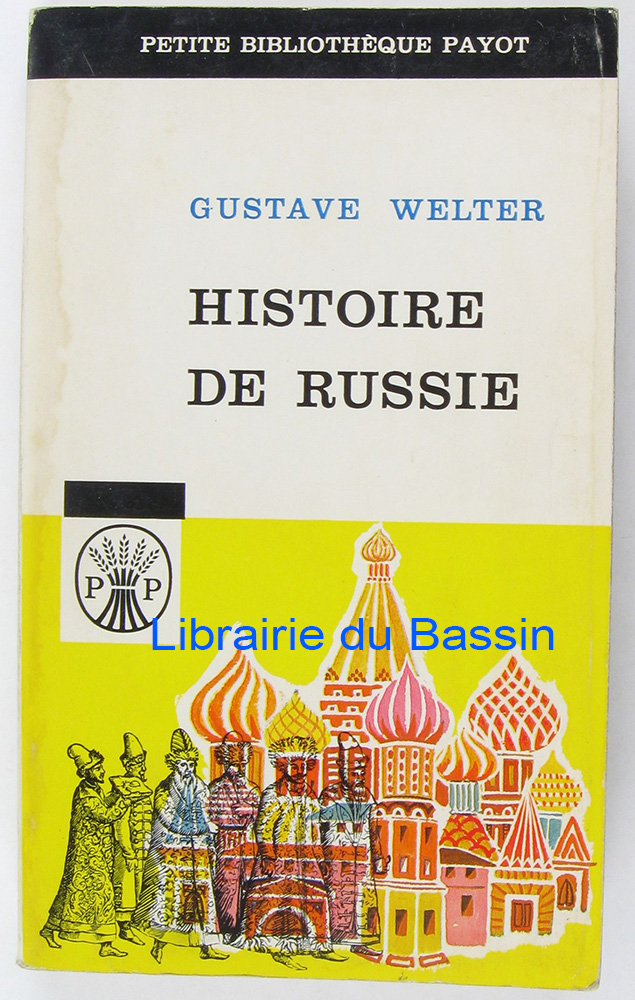 PETITE BIBLIOTHÈQUE PAYOT
GUSTAVE WELTER
HISTOIRE
DE RUSSIE
P P
Librairie du Bassin